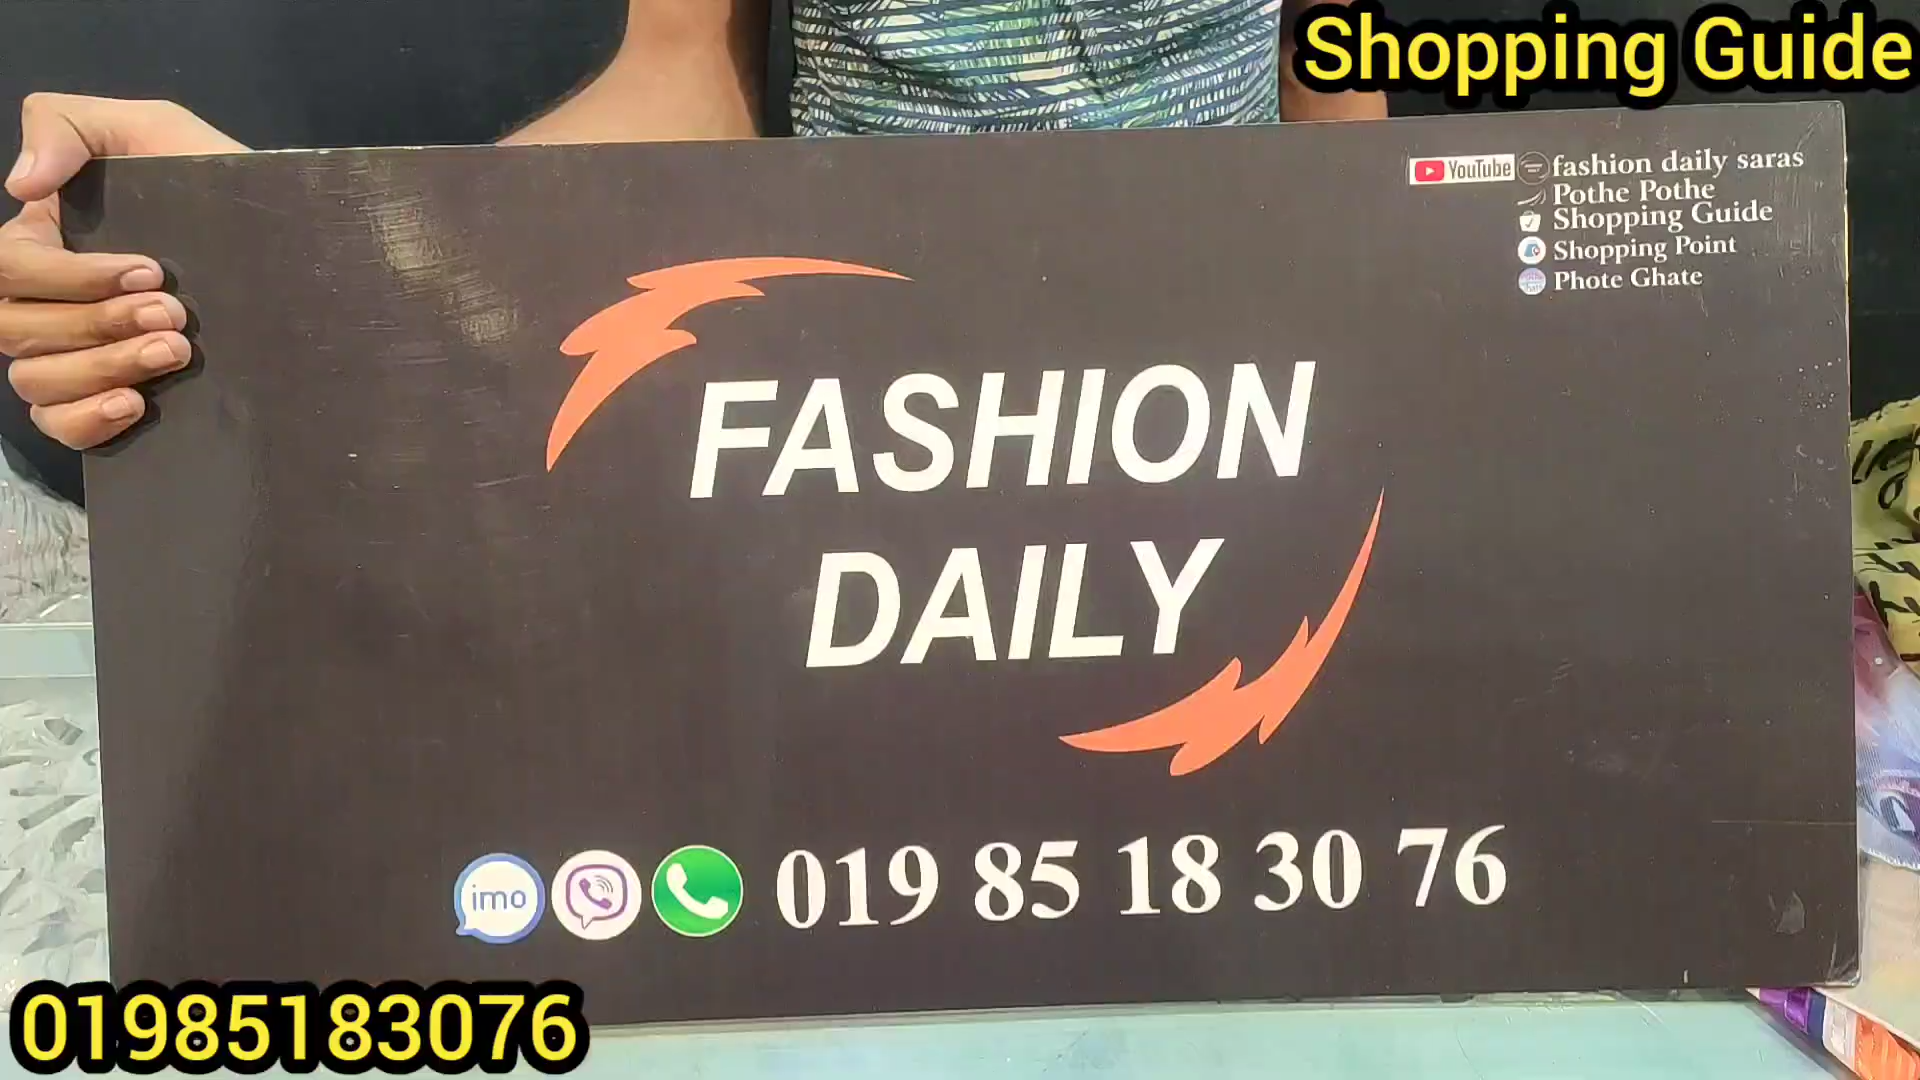 Shopping Guide
YouTube fashion daily saras
Pothe Pothe
Shopping Guide
Shopping Point
Phote Ghate
FASHION
DAILY
imo 019 85 18 30 76
01985183076